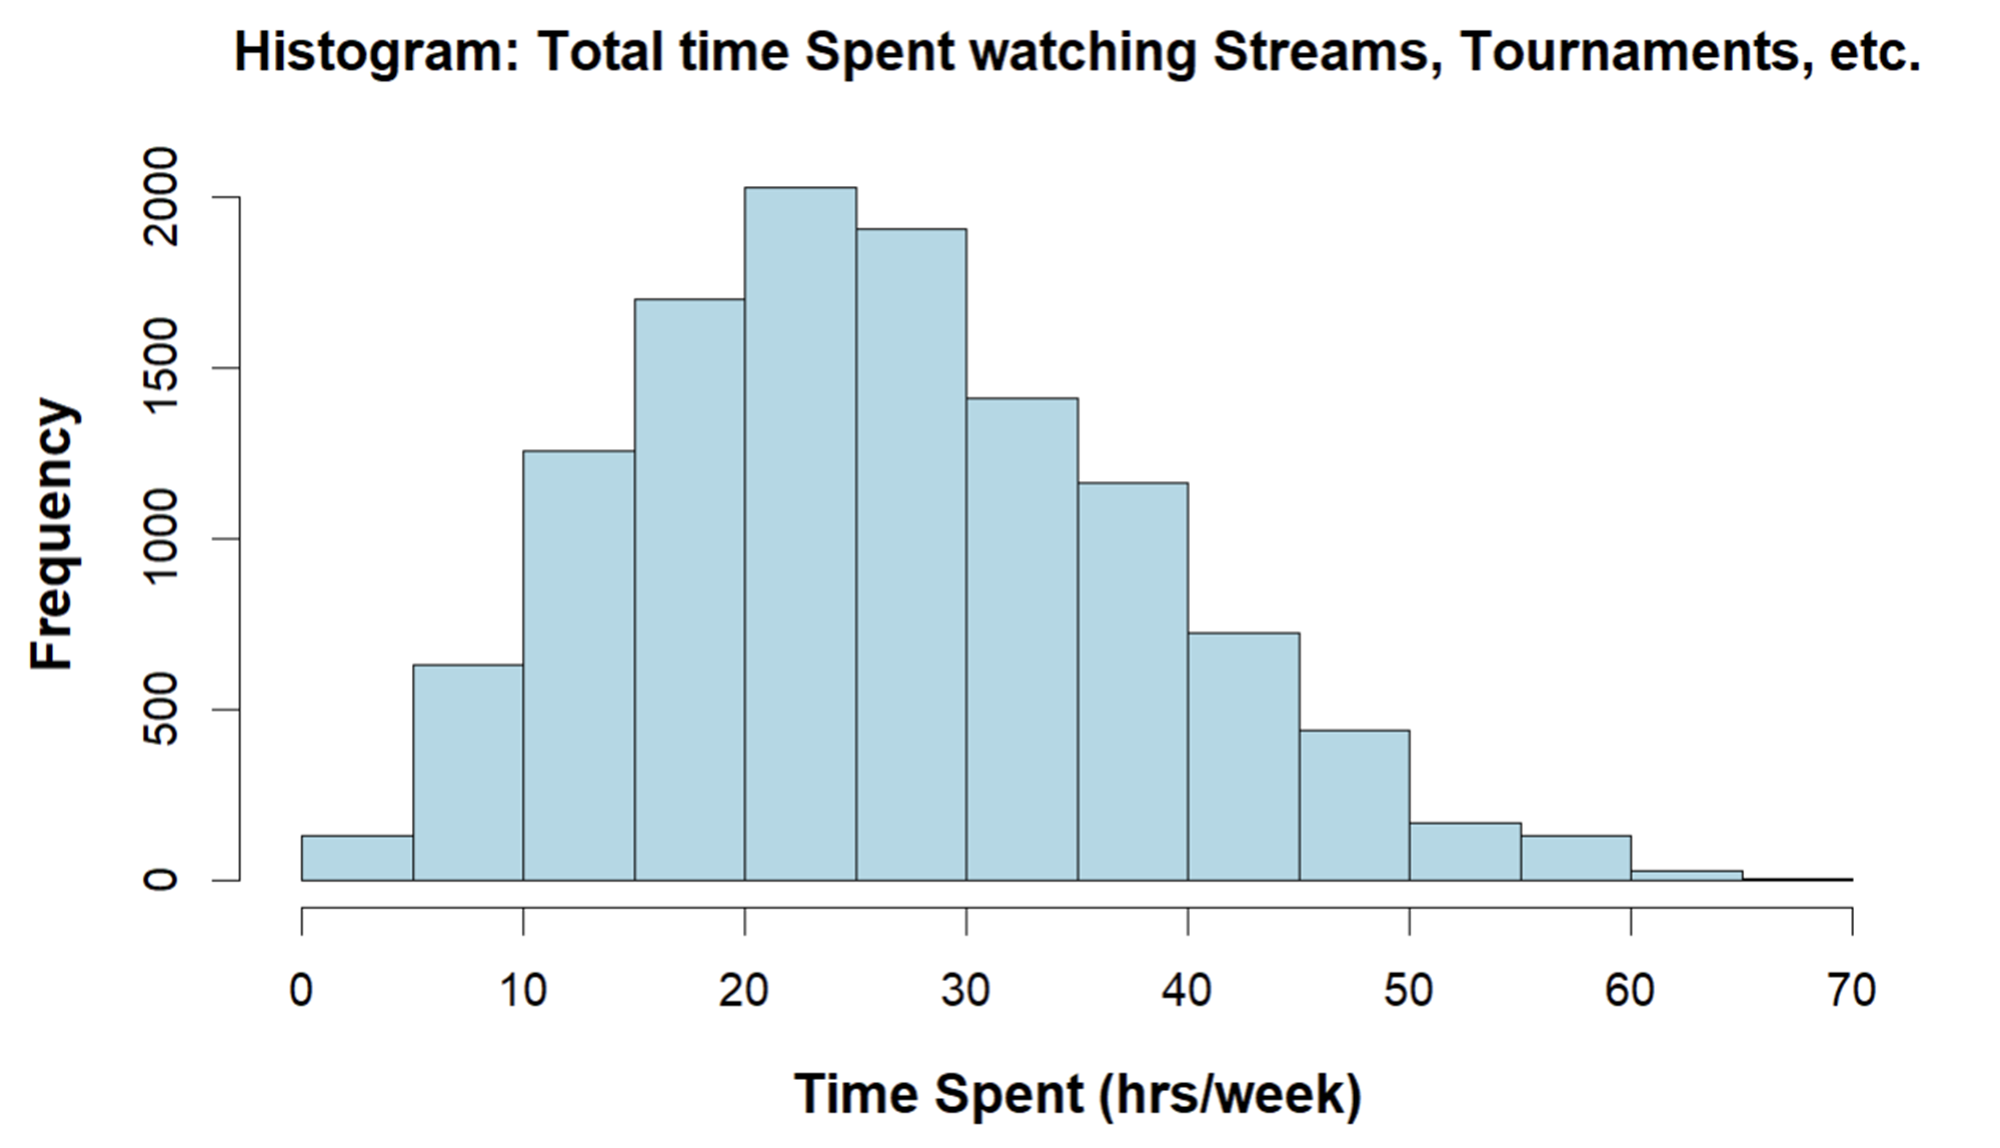 Histogram: Total time Spent watching Streams, Tournaments, etc.
Frequency
2000
1500
1000
500
0
0 10 20 30 40 50 60 70
Time Spent (hrs/week)